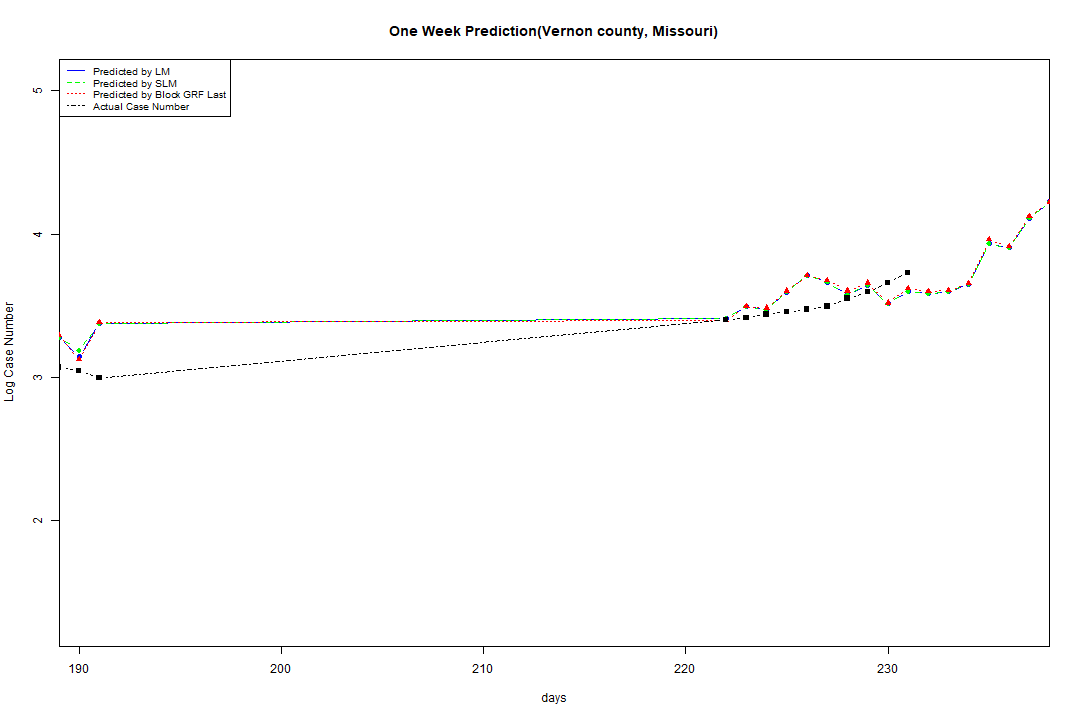 One Week Prediction(Vernon county, Missouri)
Predicted by LM
Predicted by SLM
Predicted by Block GRF Last
Actual Case Number
5
4
3
2
Log Case Number
190 200 210 220 230
days